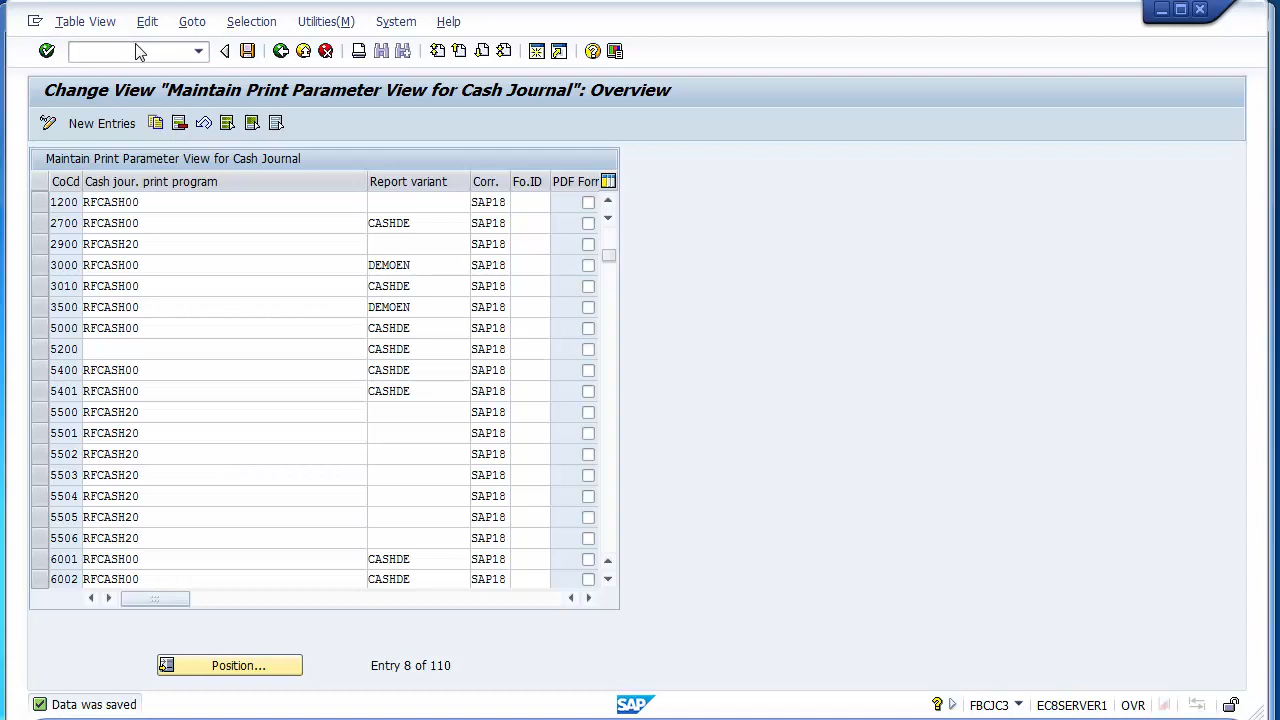 Table View Edit Goto Selection Utilities(M) System Help
Change View "Maintain Print Parameter View for Cash Journal": Overview
New Entries
Maintain Print Parameter View for Cash Journal
CoCd Cash jour. print program Report variant Corr. Fo.ID PDF Forr
1200 RFCASH00 SAP18
2700 RFCASH00 CASHDE SAP18
2900 RFCASH20 SAP18
3000 RFCASH00 DEMOEN SAP18
3010 RFCASH00 CASHDE SAP18
3500 RFCASH00 DEMOEN SAP18
5000 RFCASH00 CASHDE SAP18
5200 CASHDE SAP18
5400 RFCASH00 CASHDE SAP18
5401 RFCASH00 CASHDE SAP18
5500 RFCASH20 SAP18
5501 RFCASH20 SAP18
5502 RFCASH20 SAP18
5503 RFCASH20 SAP18
5504 RFCASH20 SAP18
5505 RFCASH20 SAP18
5506 RFCASH20 SAP18
6001 RFCASH00 CASHDE SAP18
6002 RFCASH00 CASHDE SAP18
Position... Entry 8 of 110
Data was saved SAP FBCJC3 EC8SERVER1 OVR